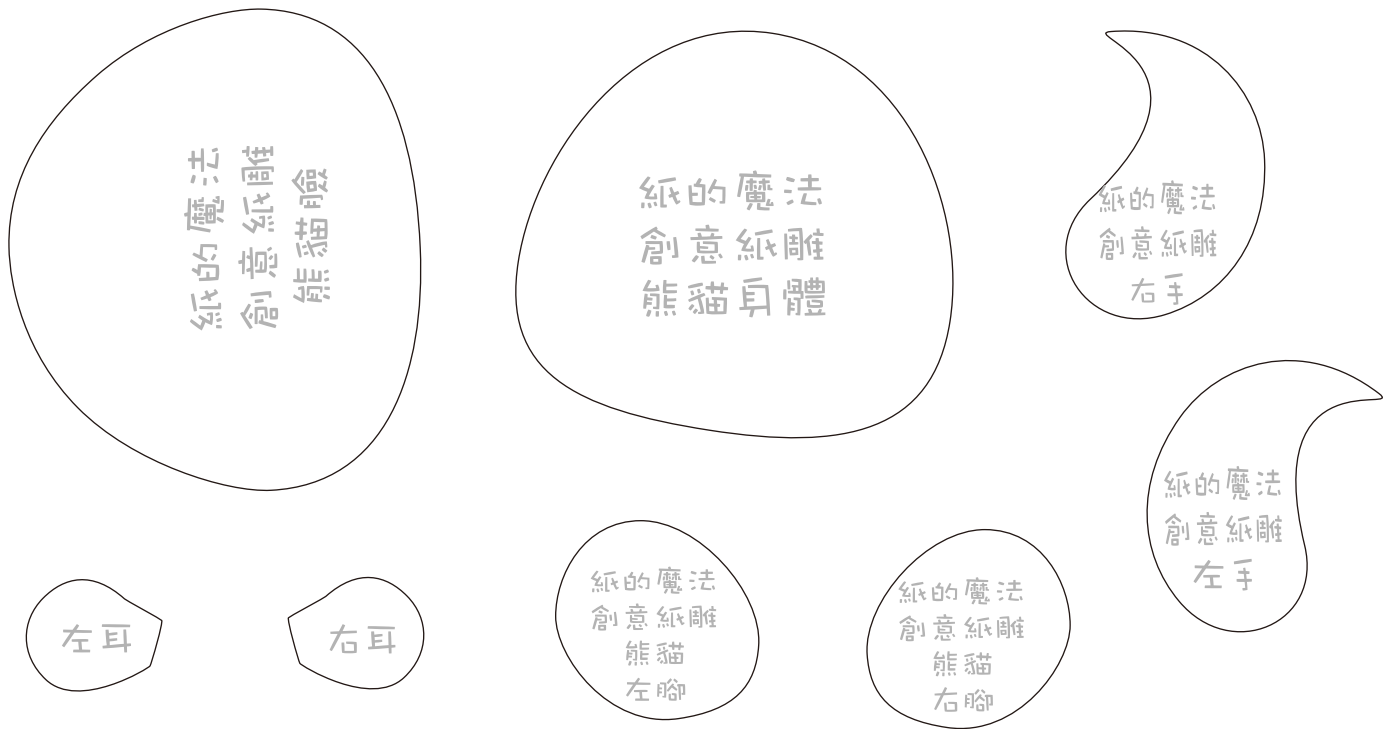 紙的魔法
創意紙雕
熊貓臉
紙的魔法
創意紙雕
熊貓身體
紙的魔法
創意紙雕
右手
紙的魔法
創意紙雕
左手
左耳
右耳
紙的魔法
創意紙雕
熊貓
左腳
紙的魔法
創意紙雕
熊貓
右腳